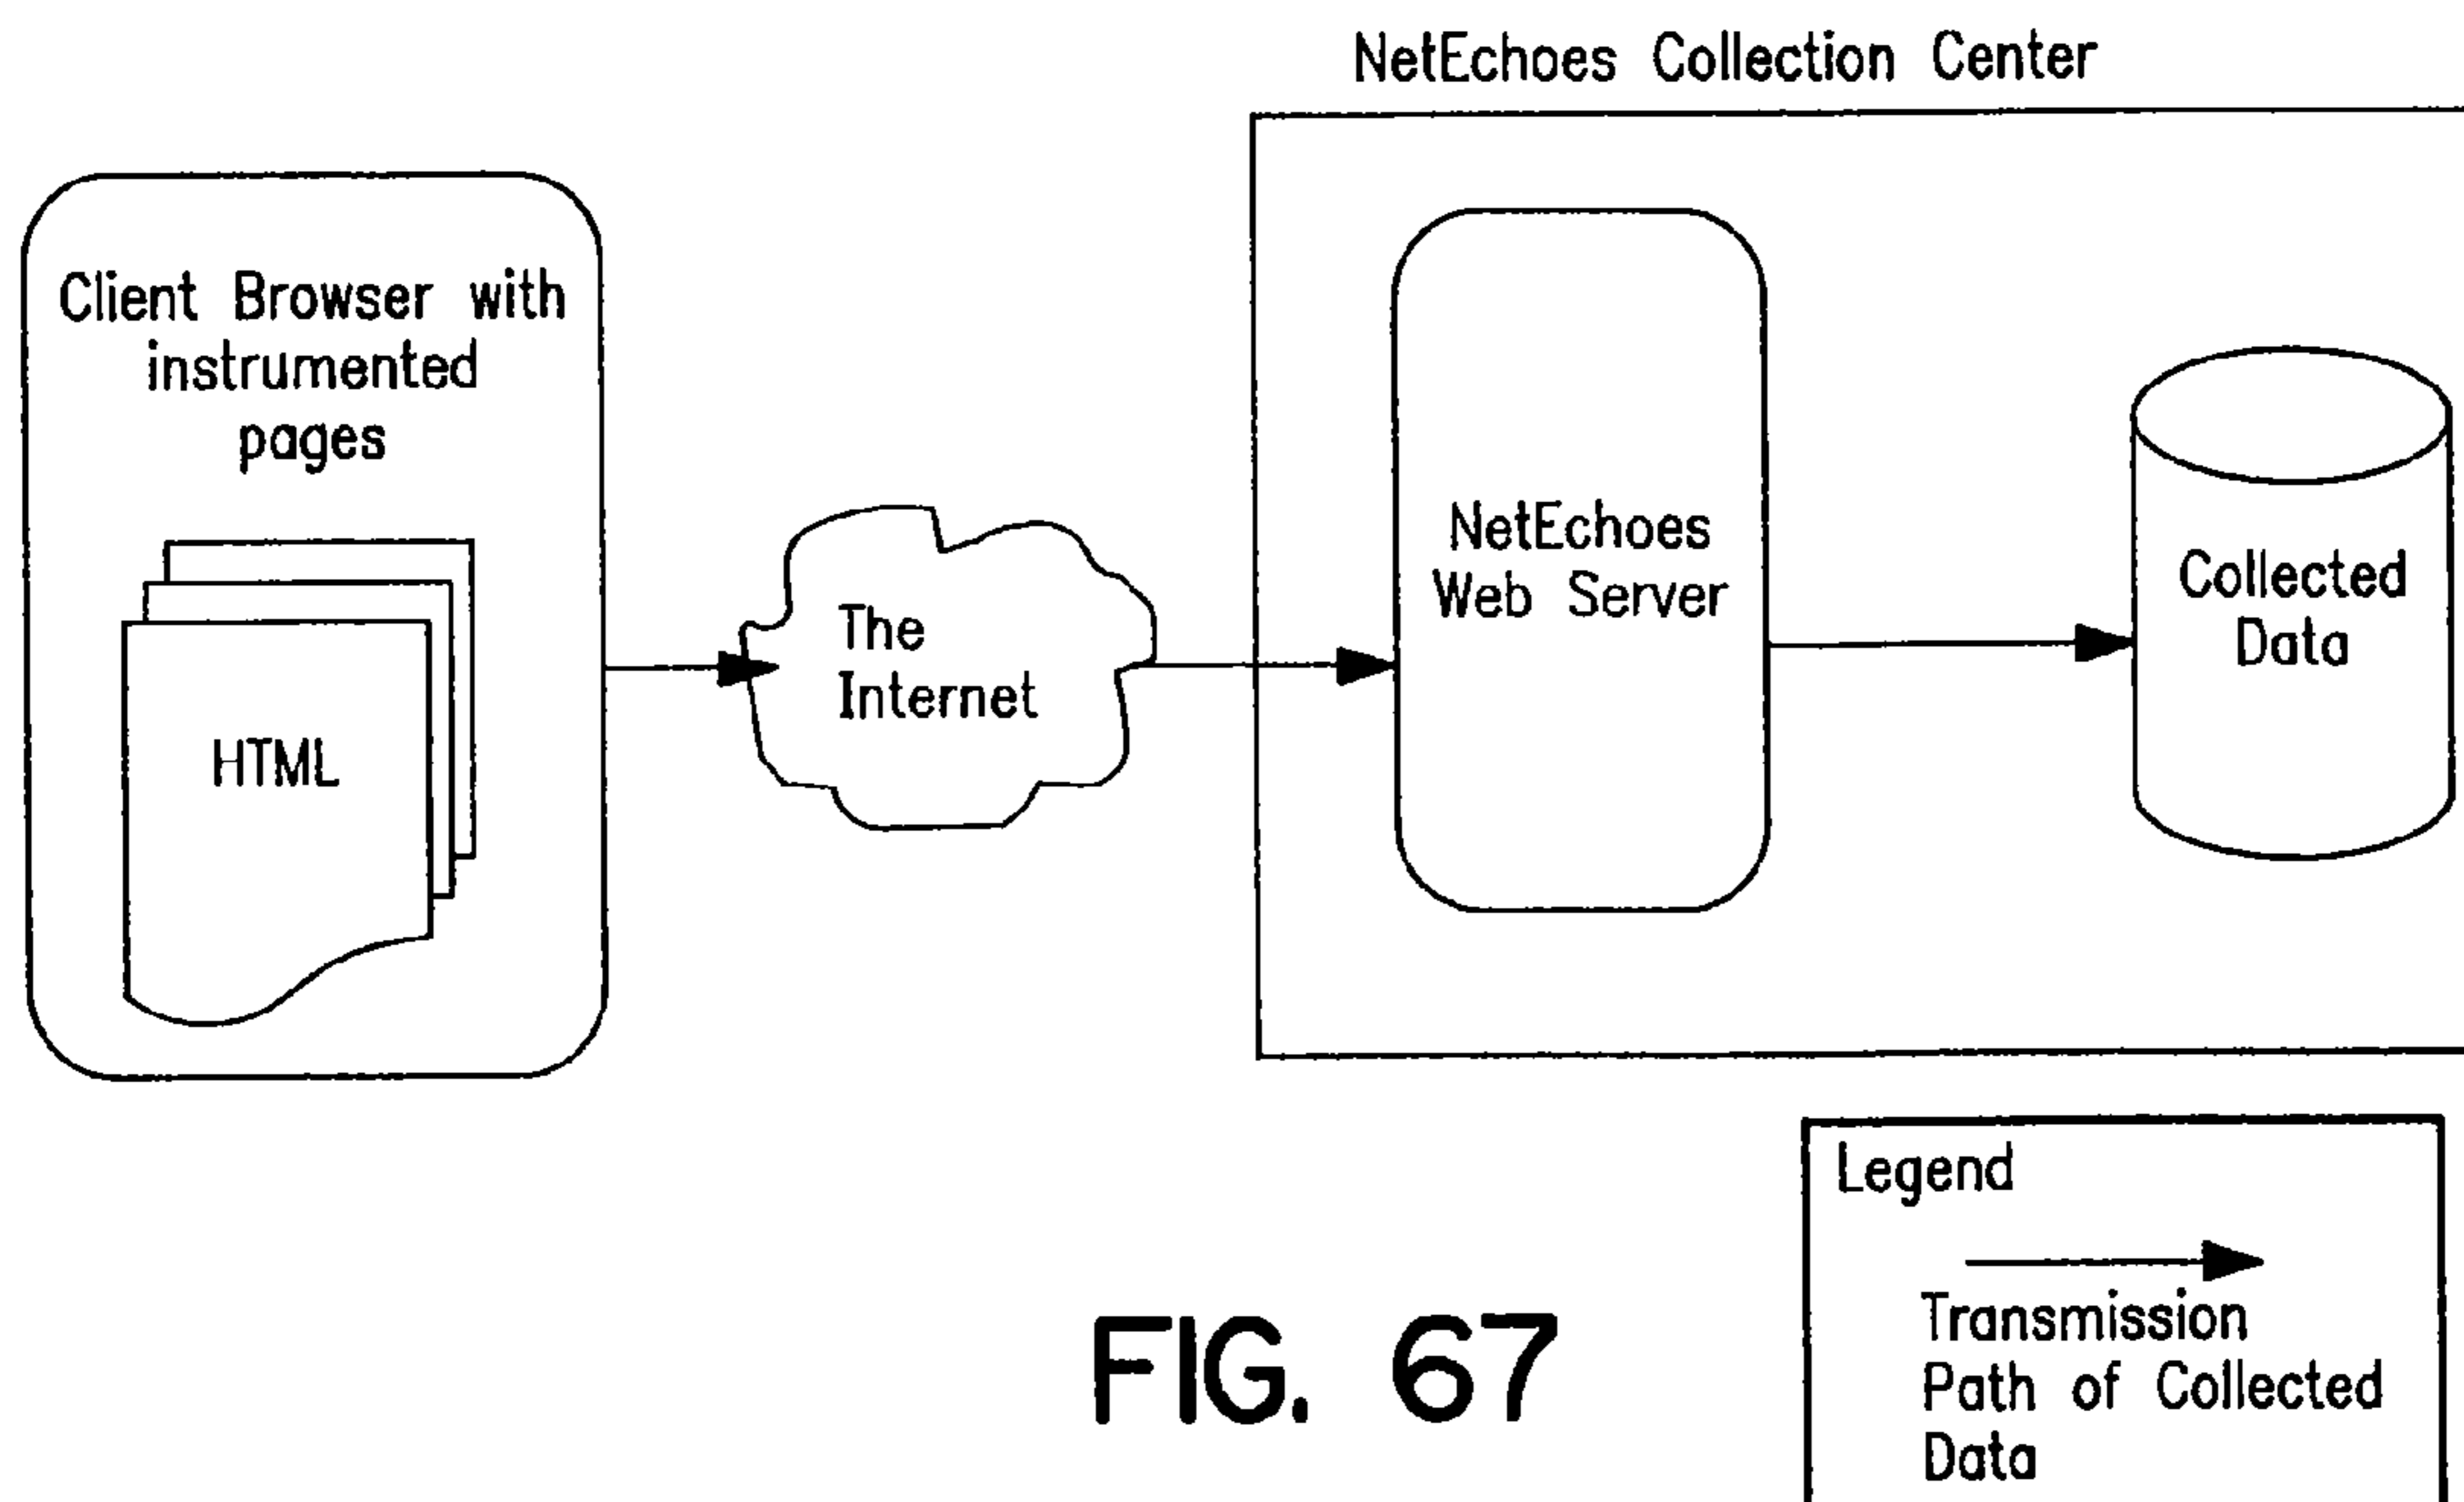 NetEchoes Collection Center
Client Browser with
instrumented
pages
HTML
The
Internet
NetEchoes
Web Server
Collected
Data
Legend
Transmission
Path of Collected
Data
FIG. 67